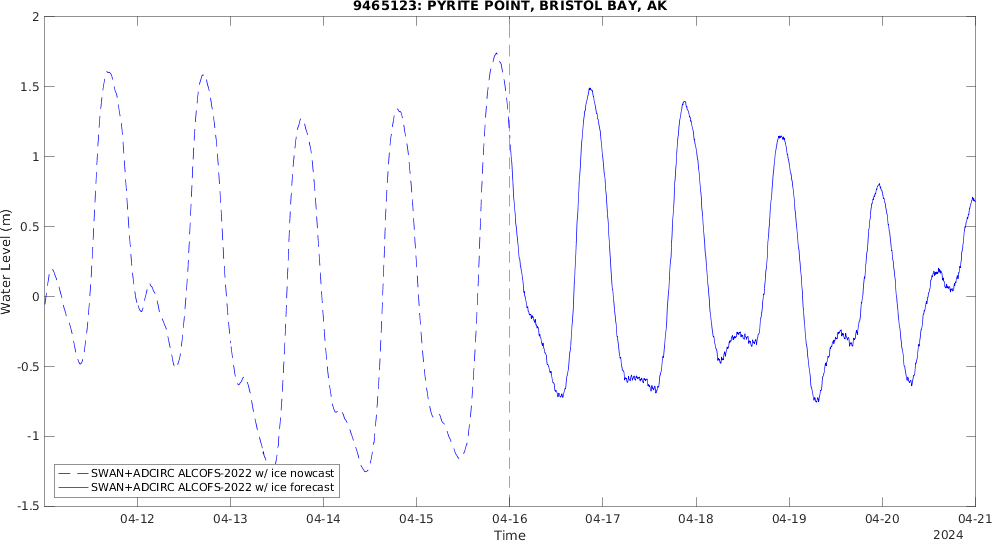 9465123: PYRITE POINT, BRISTOL BAY, AK
2
1.5
1
0.5
0
-0.5
-1
-1.5
Water Level (m)
SWAN+ADCIRC ALCOFS-2022 w/ ice nowcast
SWAN+ADCIRC ALCOFS-2022 w/ ice forecast
04-12 04-13 04-14 04-15 04-16 04-17 04-18 04-19 04-20 04-21
Time
2024